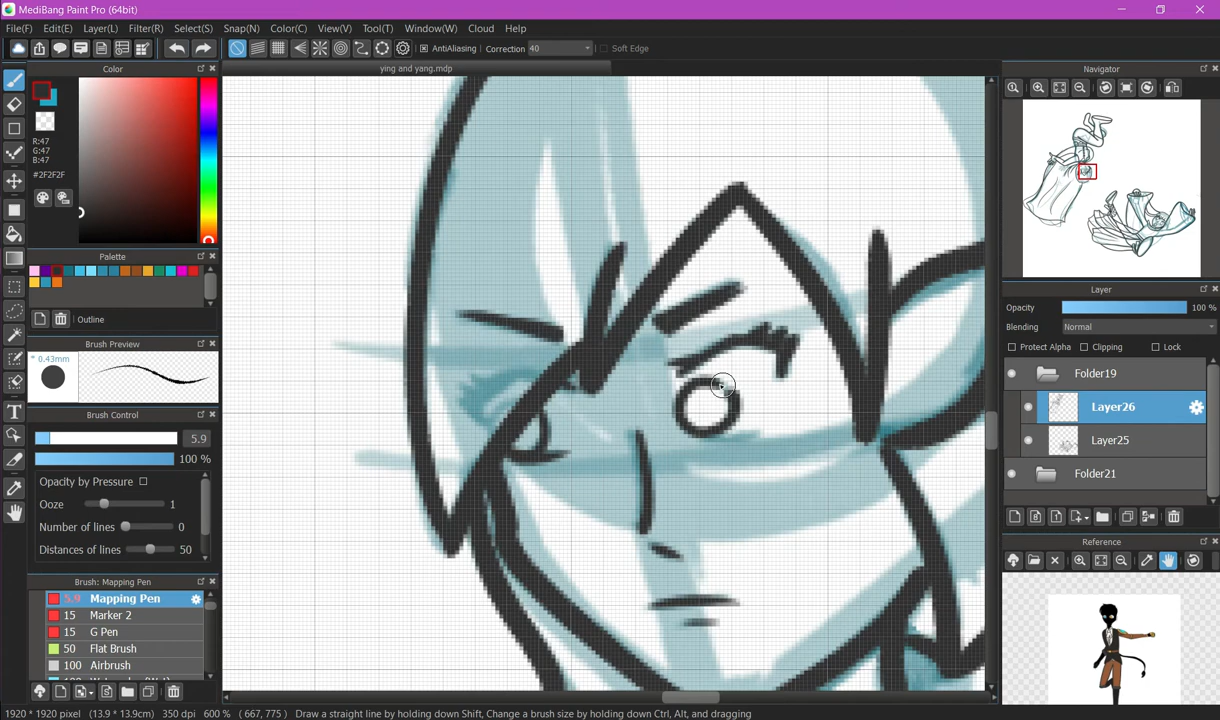 MediBang Paint Pro (64bit)
File(F) Edit(E) Layer(L) Filter(R) Select(S) Snap(N) Color(C) View(V) Tool(T) Window(W) Cloud Help
AntiAliasing Correction 40 Soft Edge
ying and yang.mdp
Color
R:47
G:47
B:47
#2F2F2F
Palette
Outline
Brush Preview
* 0.43mm
Brush Control
5.9
100 %
Opacity by Pressure
Ooze 1
Number of lines 0
Distances of lines 50
Brush: Mapping Pen
5.9 Mapping Pen
15 Marker 2
15 G Pen
50 Flat Brush
100 Airbrush
Navigator
Layer
Opacity 100 %
Blending Normal
Protect Alpha Clipping Lock
Folder19
Layer26
Layer25
Folder21
Reference
1920 * 1920 pixel (13.9 * 13.9cm) 350 dpi 600 % ( 667, 775 ) Draw a straight line by holding down Shift, Change a brush size by holding down Ctrl, Alt, and dragging